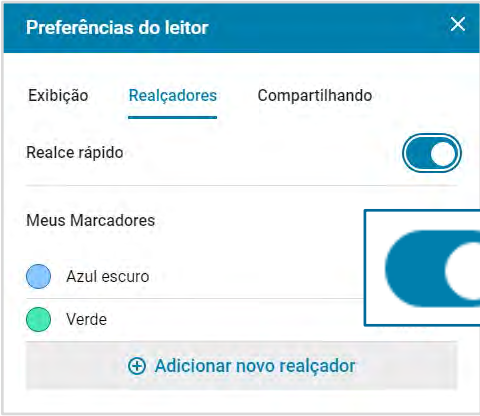 Preferências do leitor
Exibição Realçadores Compartilhando
Realce rápido
Meus Marcadores
Azul escuro
Verde
Adicionar novo realçador